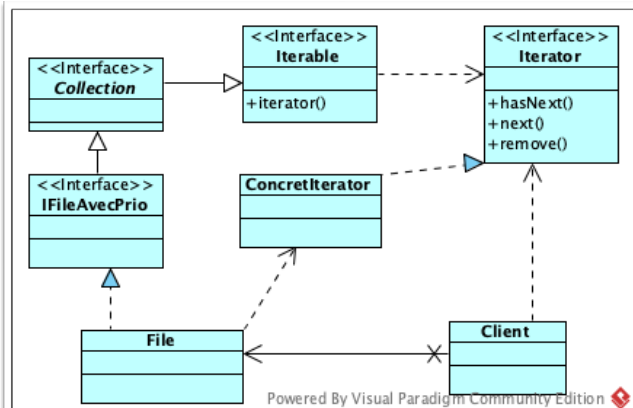 <<Interface>>
Iterable
+iterator()
<<Interface>>
Iterator
+hasNext()
+next()
+remove()
<<Interface>>
Collection
<<Interface>>
IFileAvecPrio
ConcretIterator
File
Client
Powered By Visual Paradigm Community Edition